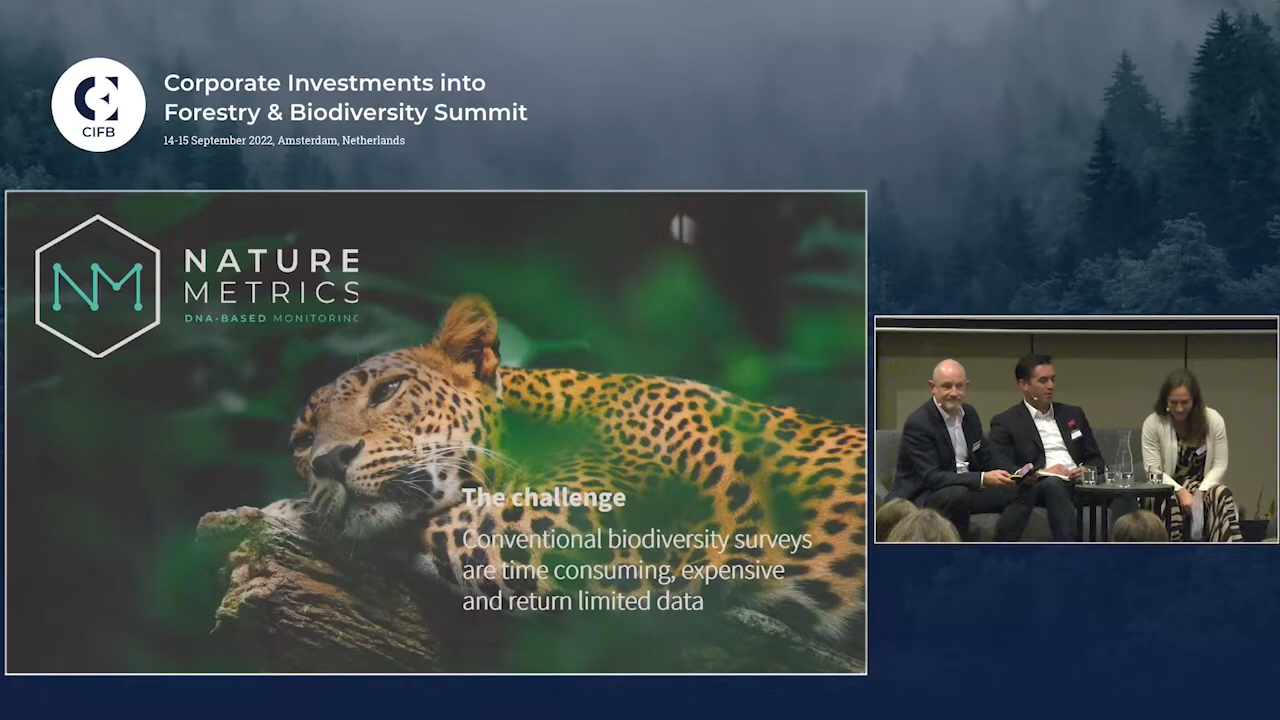 CIFB
Corporate Investments into
Forestry & Biodiversity Summit
14-15 September 2022, Amsterdam, Netherlands
NM
NATURE
METRICS
DNA-BASED MONITORING
The challenge
Conventional biodiversity surveys
are time consuming, expensive
and return limited data